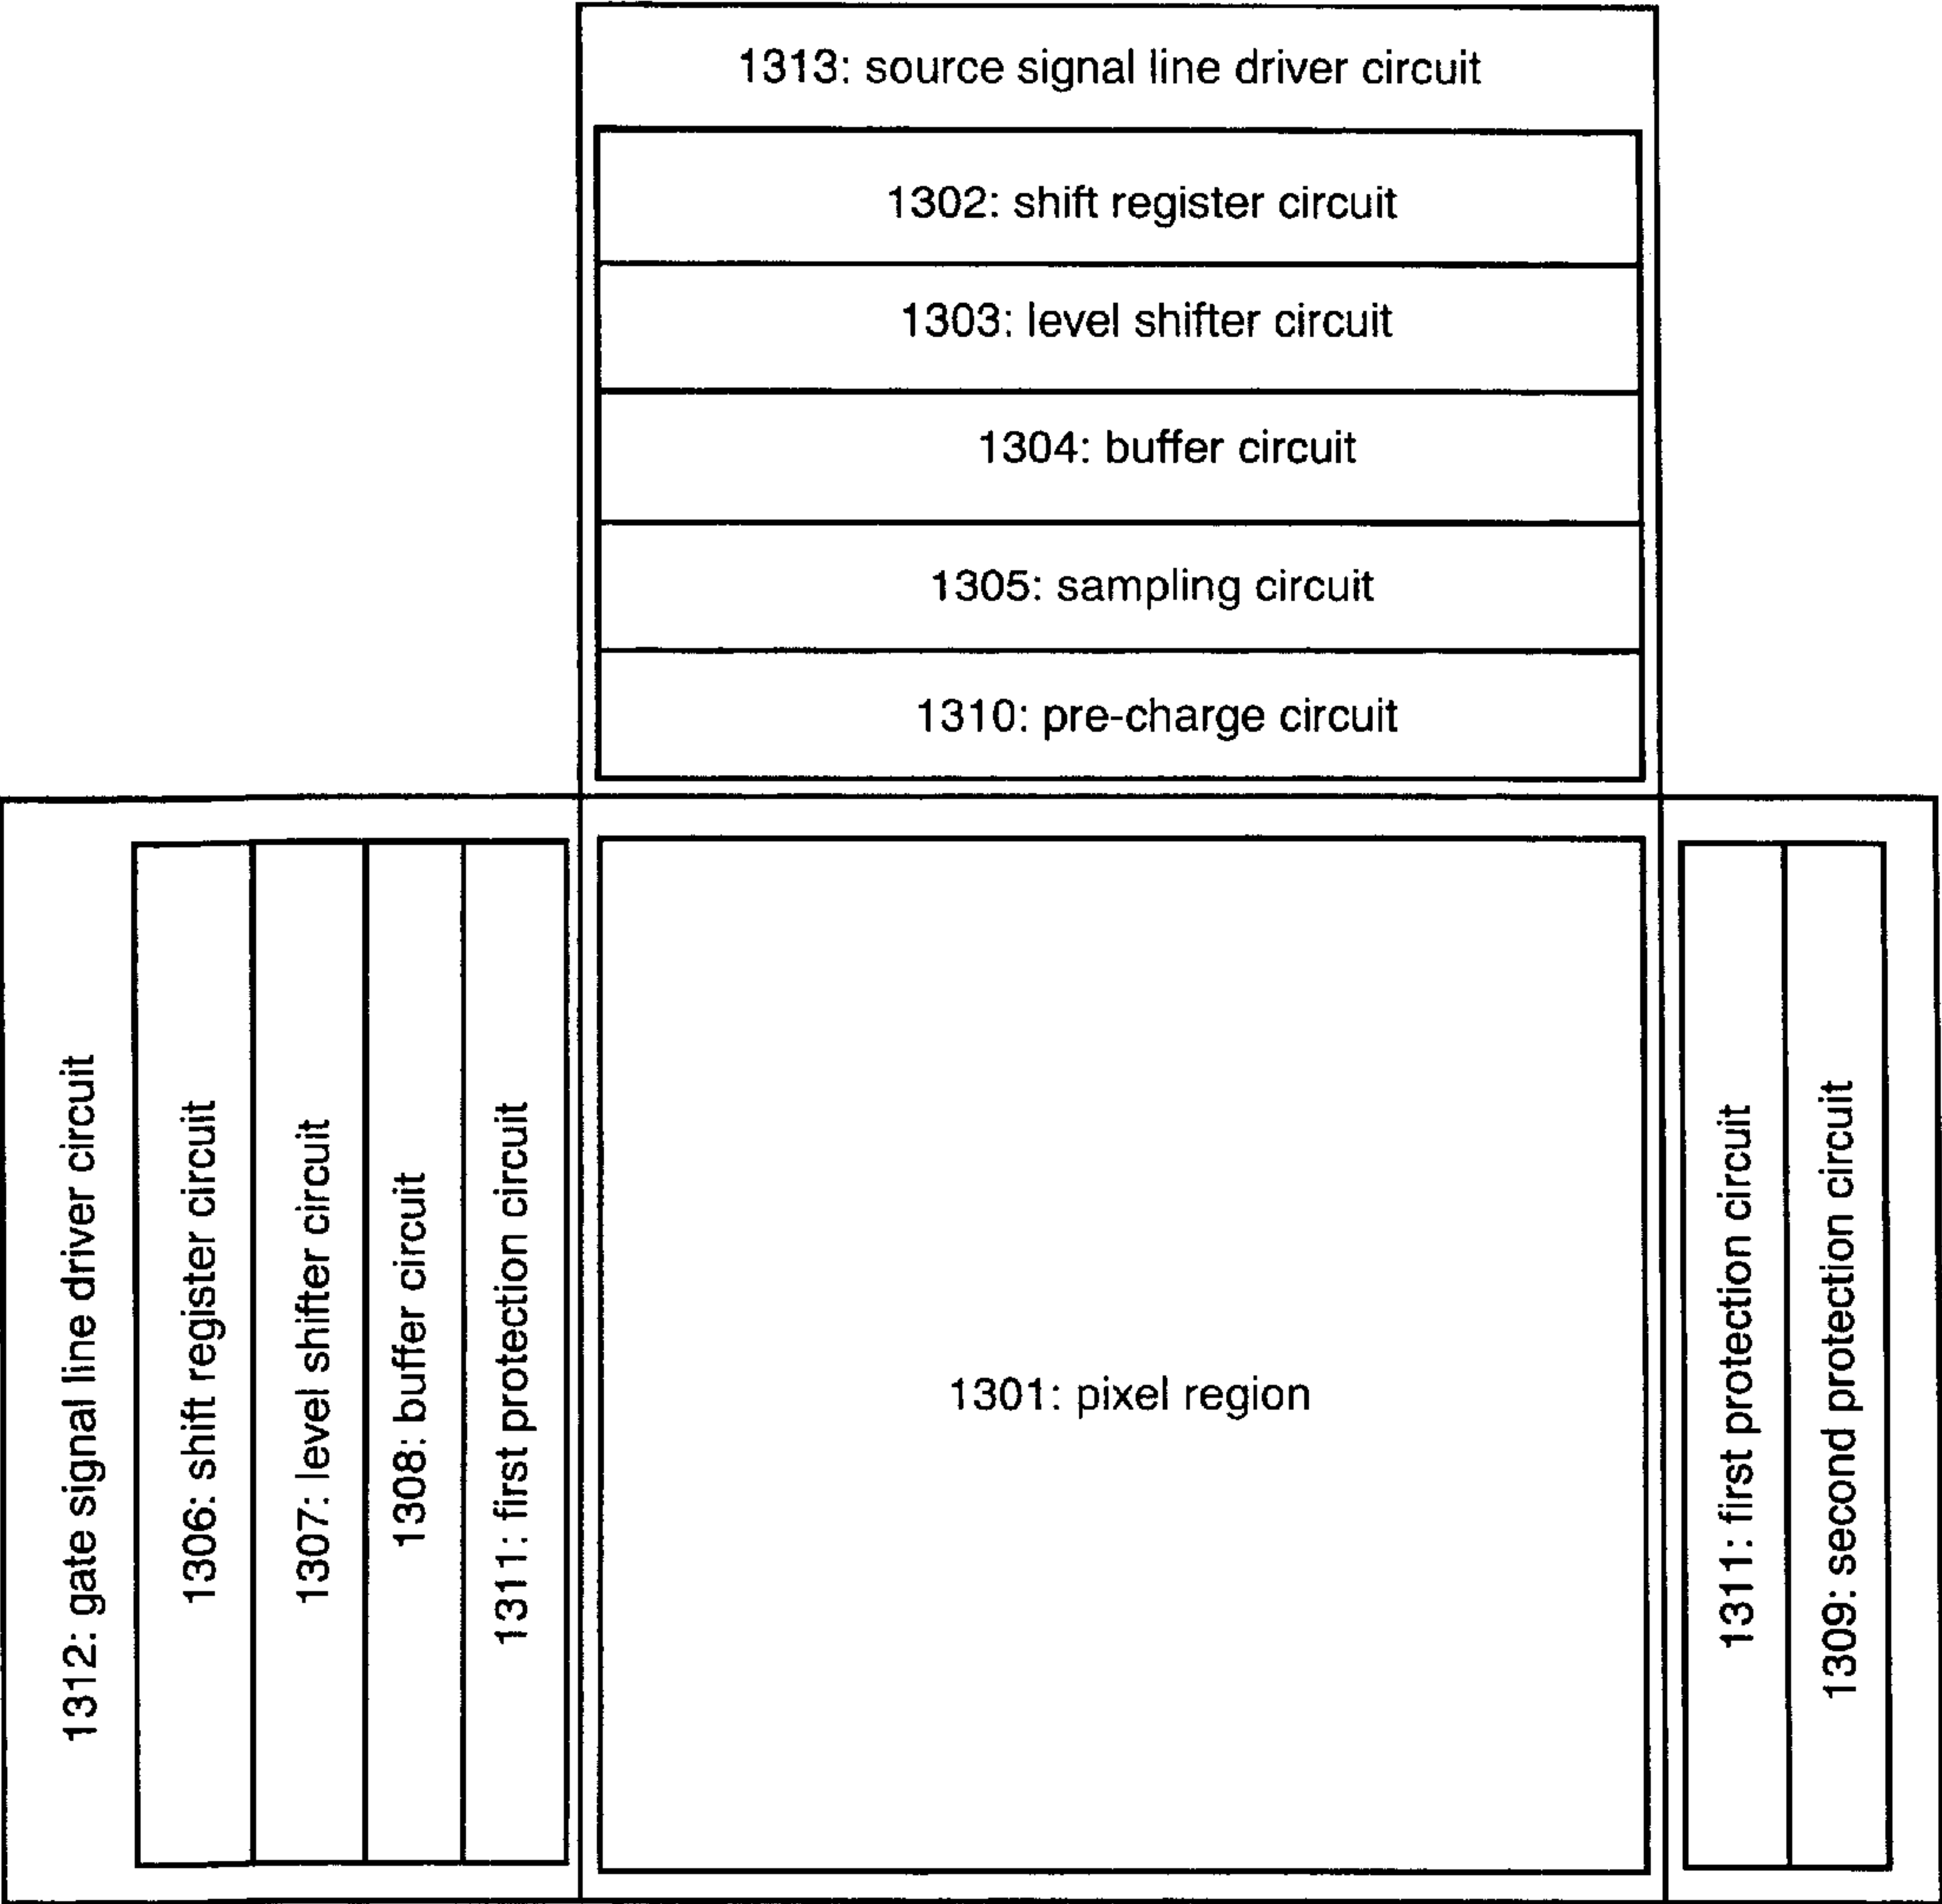 1313: source signal line driver circuit
1302: shift register circuit
1303: level shifter circuit
1304: buffer circuit
1305: sampling circuit
1310: pre-charge circuit
1312: gate signal line driver circuit
1306: shift register circuit
1307: level shifter circuit
1308: buffer circuit
1311: first protection circuit
1301: pixel region
1311: first protection circuit
1309: second protection circuit